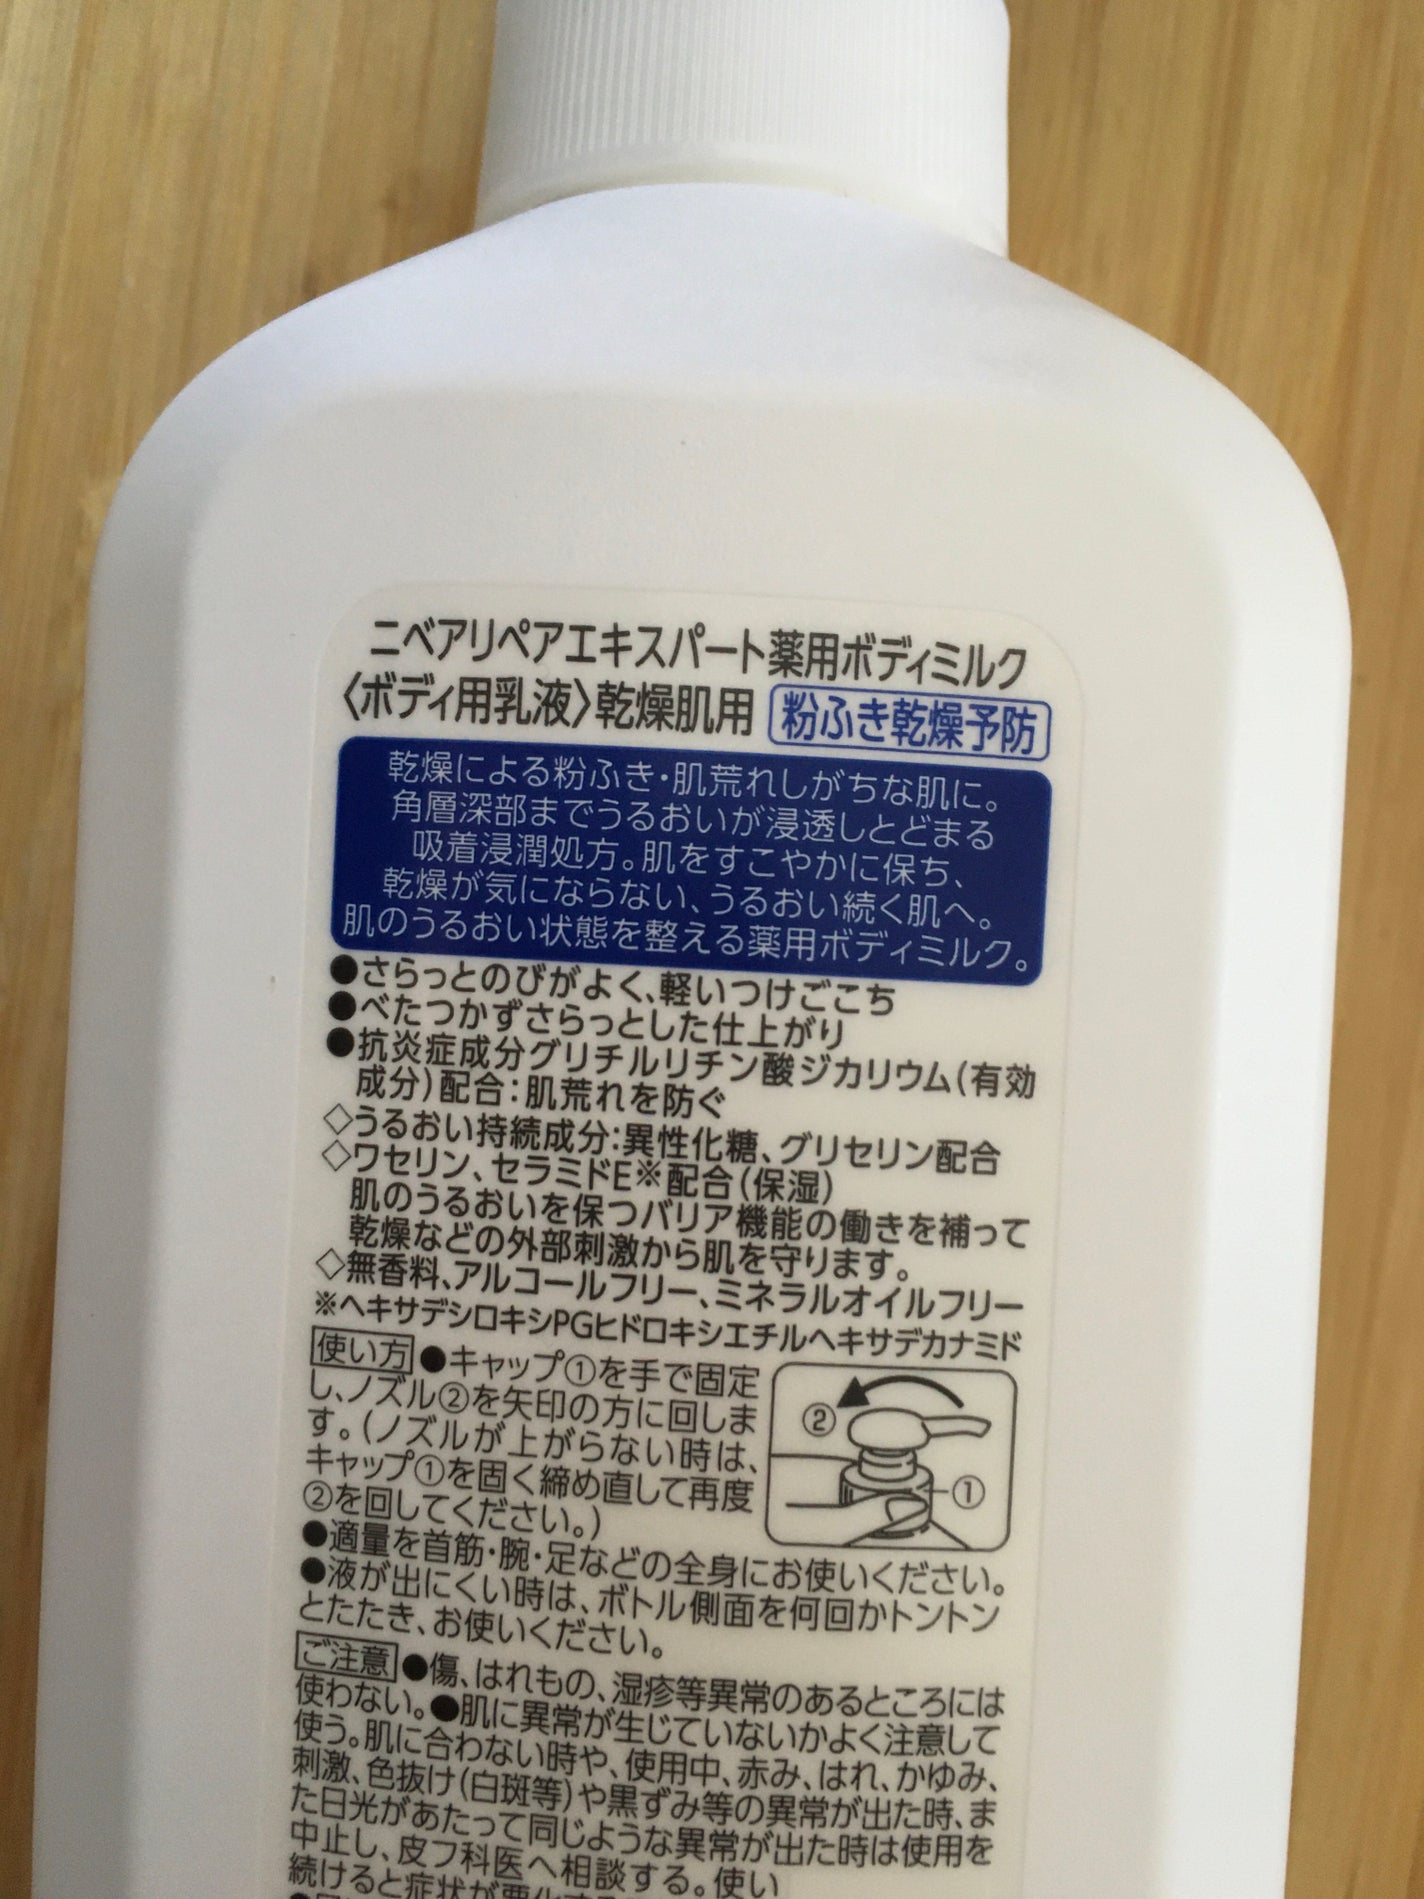 ニベアリペアエキスパート薬用ボディミルク
〈ボディ用乳液〉乾燥肌用 粉ふき乾燥予防
乾燥による粉ふき・肌荒れしがちな肌に。
角層深部までうるおいが浸透しとどまる
吸着浸潤処方。肌をすこやかに保ち、
乾燥が気にならない、うるおい続く肌へ。
肌のうるおい状態を整える薬用ボディミルク。
●さらっとのびがよく、軽いつけごこち
●べたつかずさらっとした仕上がり
●抗炎症成分グリチルリチン酸ジカリウム(有効
成分)配合:肌荒れを防ぐ
◇うるおい持続成分:異性化糖、グリセリン配合
◇ワセリン、セラミドE※配合(保湿)
肌のうるおいを保つバリア機能の働きを補って
乾燥などの外部刺激から肌を守ります。
◇無香料、アルコールフリー、ミネラルオイルフリー
※ヘキサデシロキシPGヒドロキシエチルヘキサデカナミド
使い方 ●キャップ①を手で固定
し、ノズル②を矢印の方に回しま
す。(ノズルが上がらない時は、
キャップ①を固く締め直して再度
②を回してください。)
②
①
●適量を首筋・腕・足などの全身にお使いください。
●液が出にくい時は、ボトル側面を何回かトントン
とたたき、お使いください。
ご注意 ●傷、はれもの、湿疹等異常のあるところには
使わない。●肌に異常が生じていないかよく注意して
使う。肌に合わない時や、使用中、赤み、はれ、かゆみ、
刺激、色抜け(白斑等)や黒ずみ等の異常が出た時、ま
た日光があたって同じような異常が出た時は使用を
中止し、皮フ科医へ相談する。使い
続けると症状が悪化する